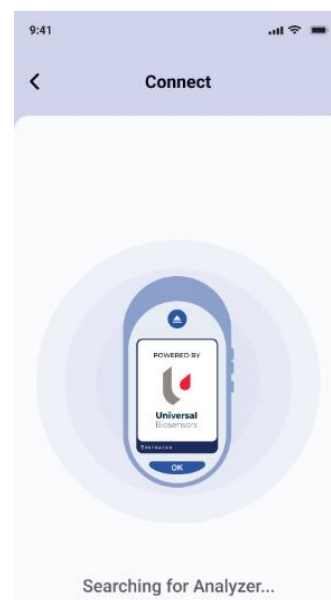 9:41
Connect
POWERED BY
Universal
Biosensors
OK
Searching for Analyzer...